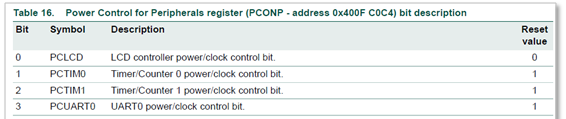 Table 16. Power Control for Peripherals register (PCONP - address 0x400F C0C4) bit description
Bit Symbol Description Reset value
0 PCLCD LCD controller power/clock control bit. 0
1 PCTIM0 Timer/Counter 0 power/clock control bit. 1
2 PCTIM1 Timer/Counter 1 power/clock control bit. 1
3 PCUART0 UART0 power/clock control bit. 1